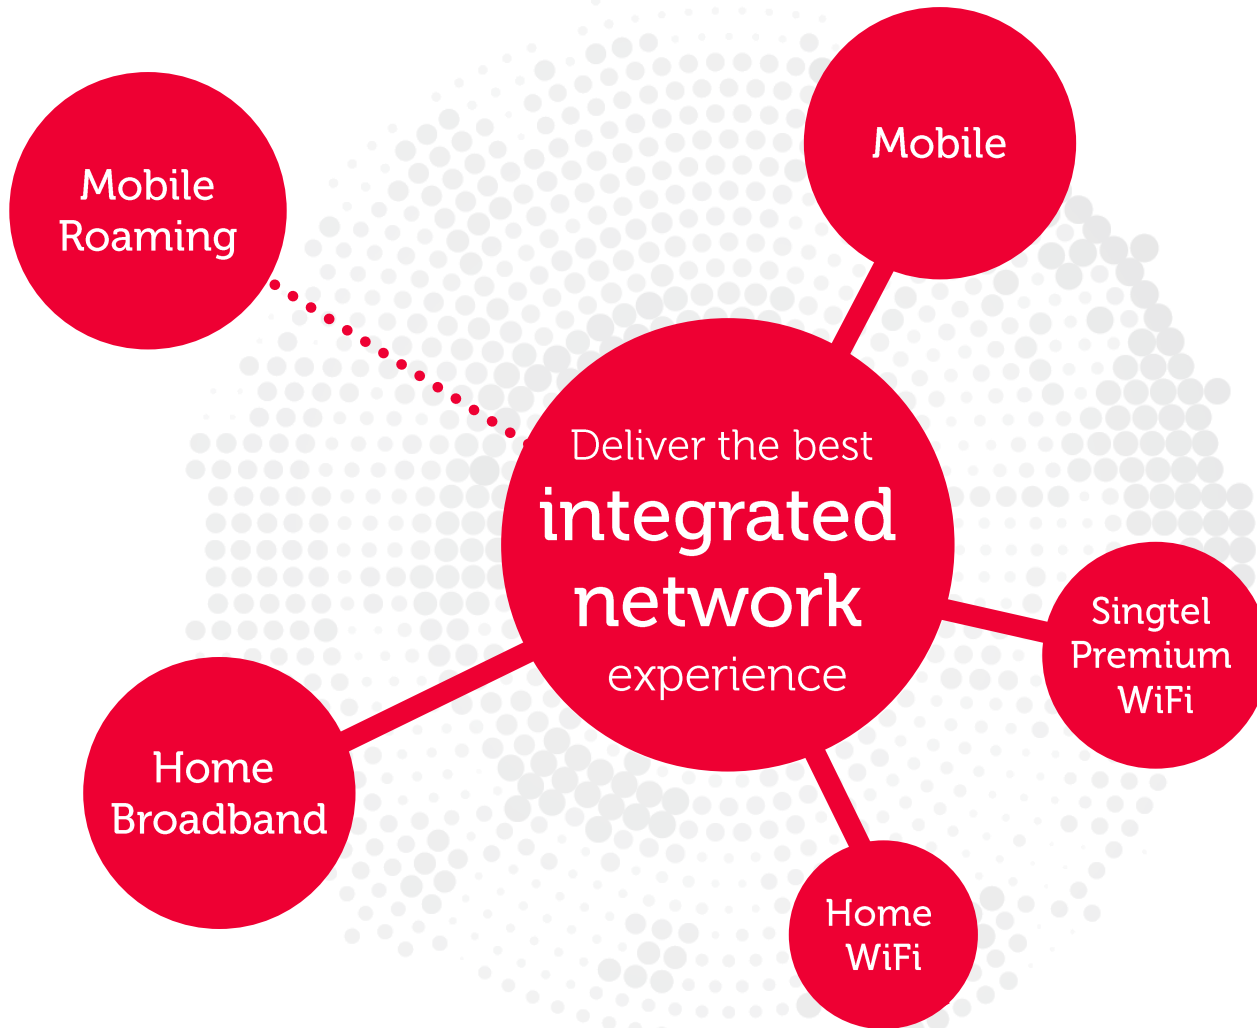 Mobile
Mobile
Roaming
Deliver the best
integrated
network
experience
Singtel
Premium
WiFi
Home
Broadband
Home
WiFi